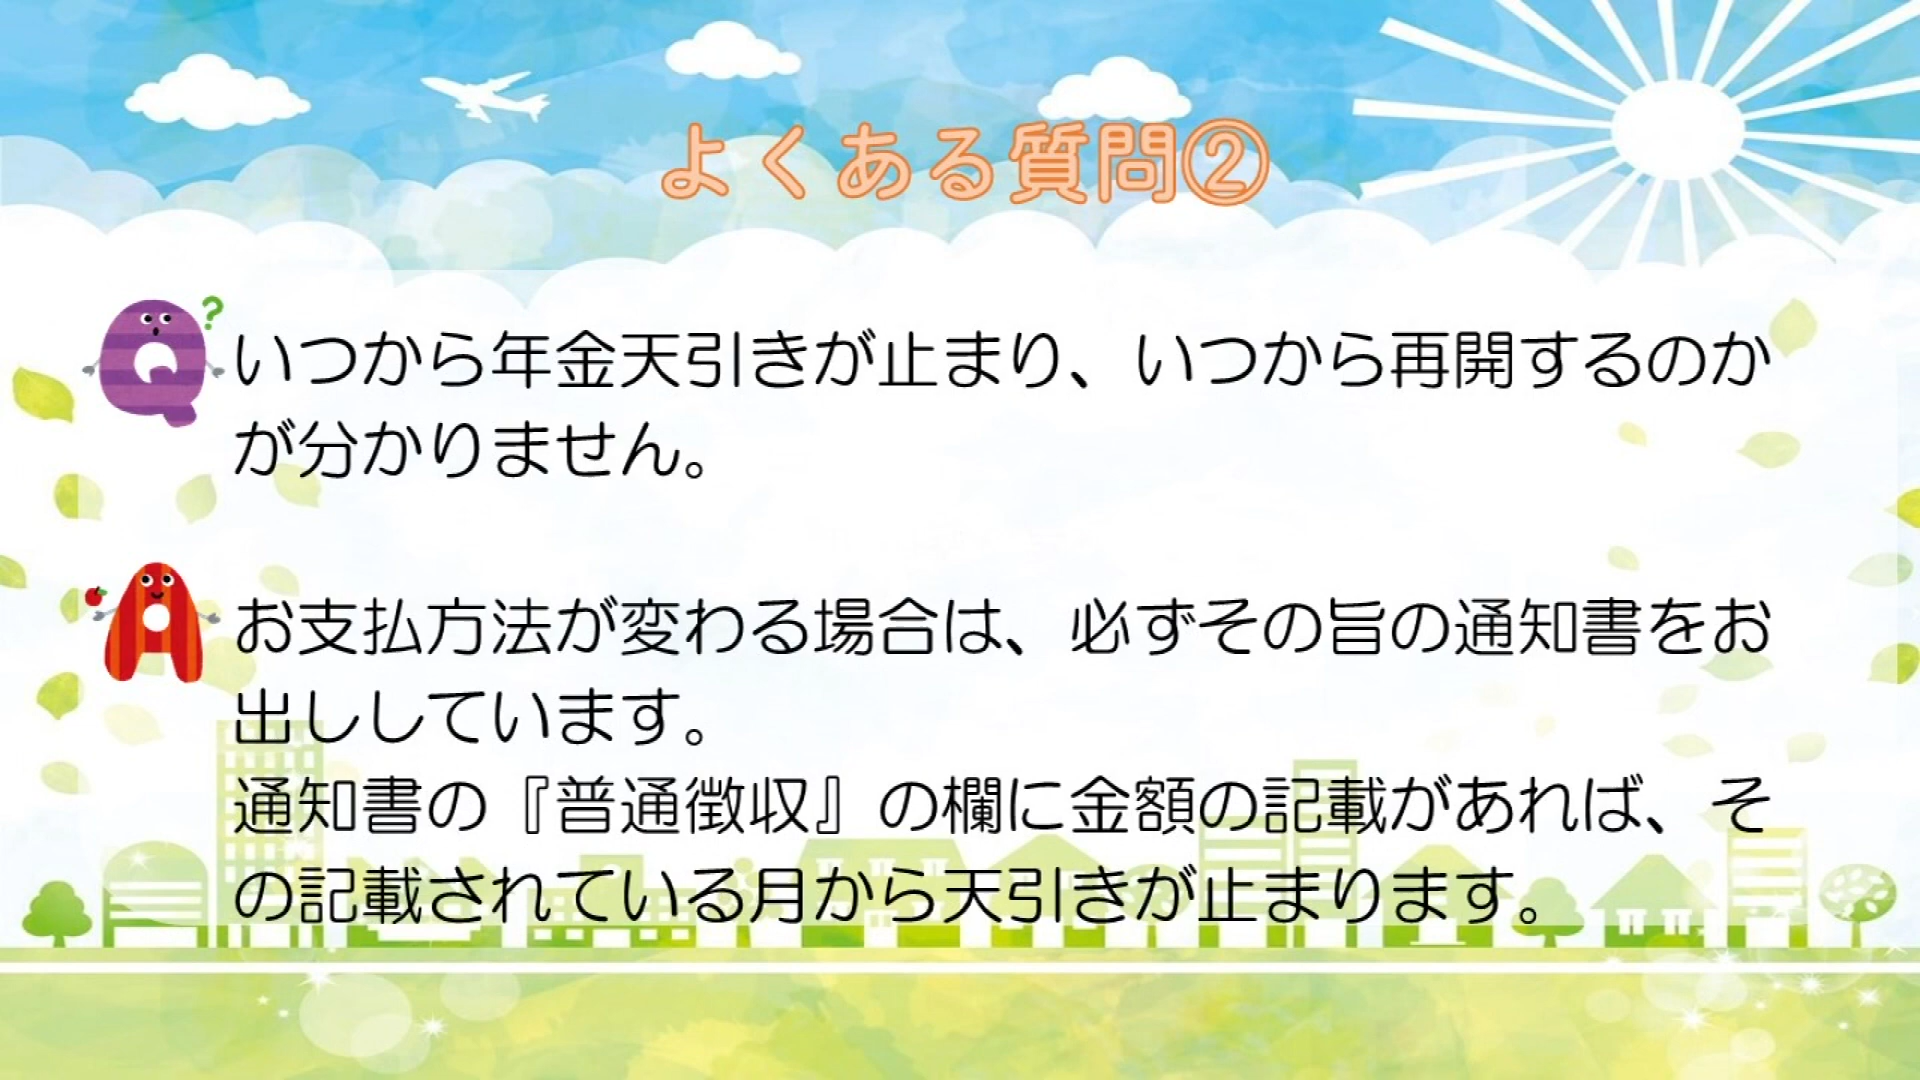 よくある質問②
Q?
いつから年金天引きが止まり、いつから再開するのか
が分かりません。
A
お支払方法が変わる場合は、必ずその旨の通知書をお
出ししています。
通知書の『普通徴収』の欄に金額の記載があれば、そ
の記載されている月から天引きが止まります。